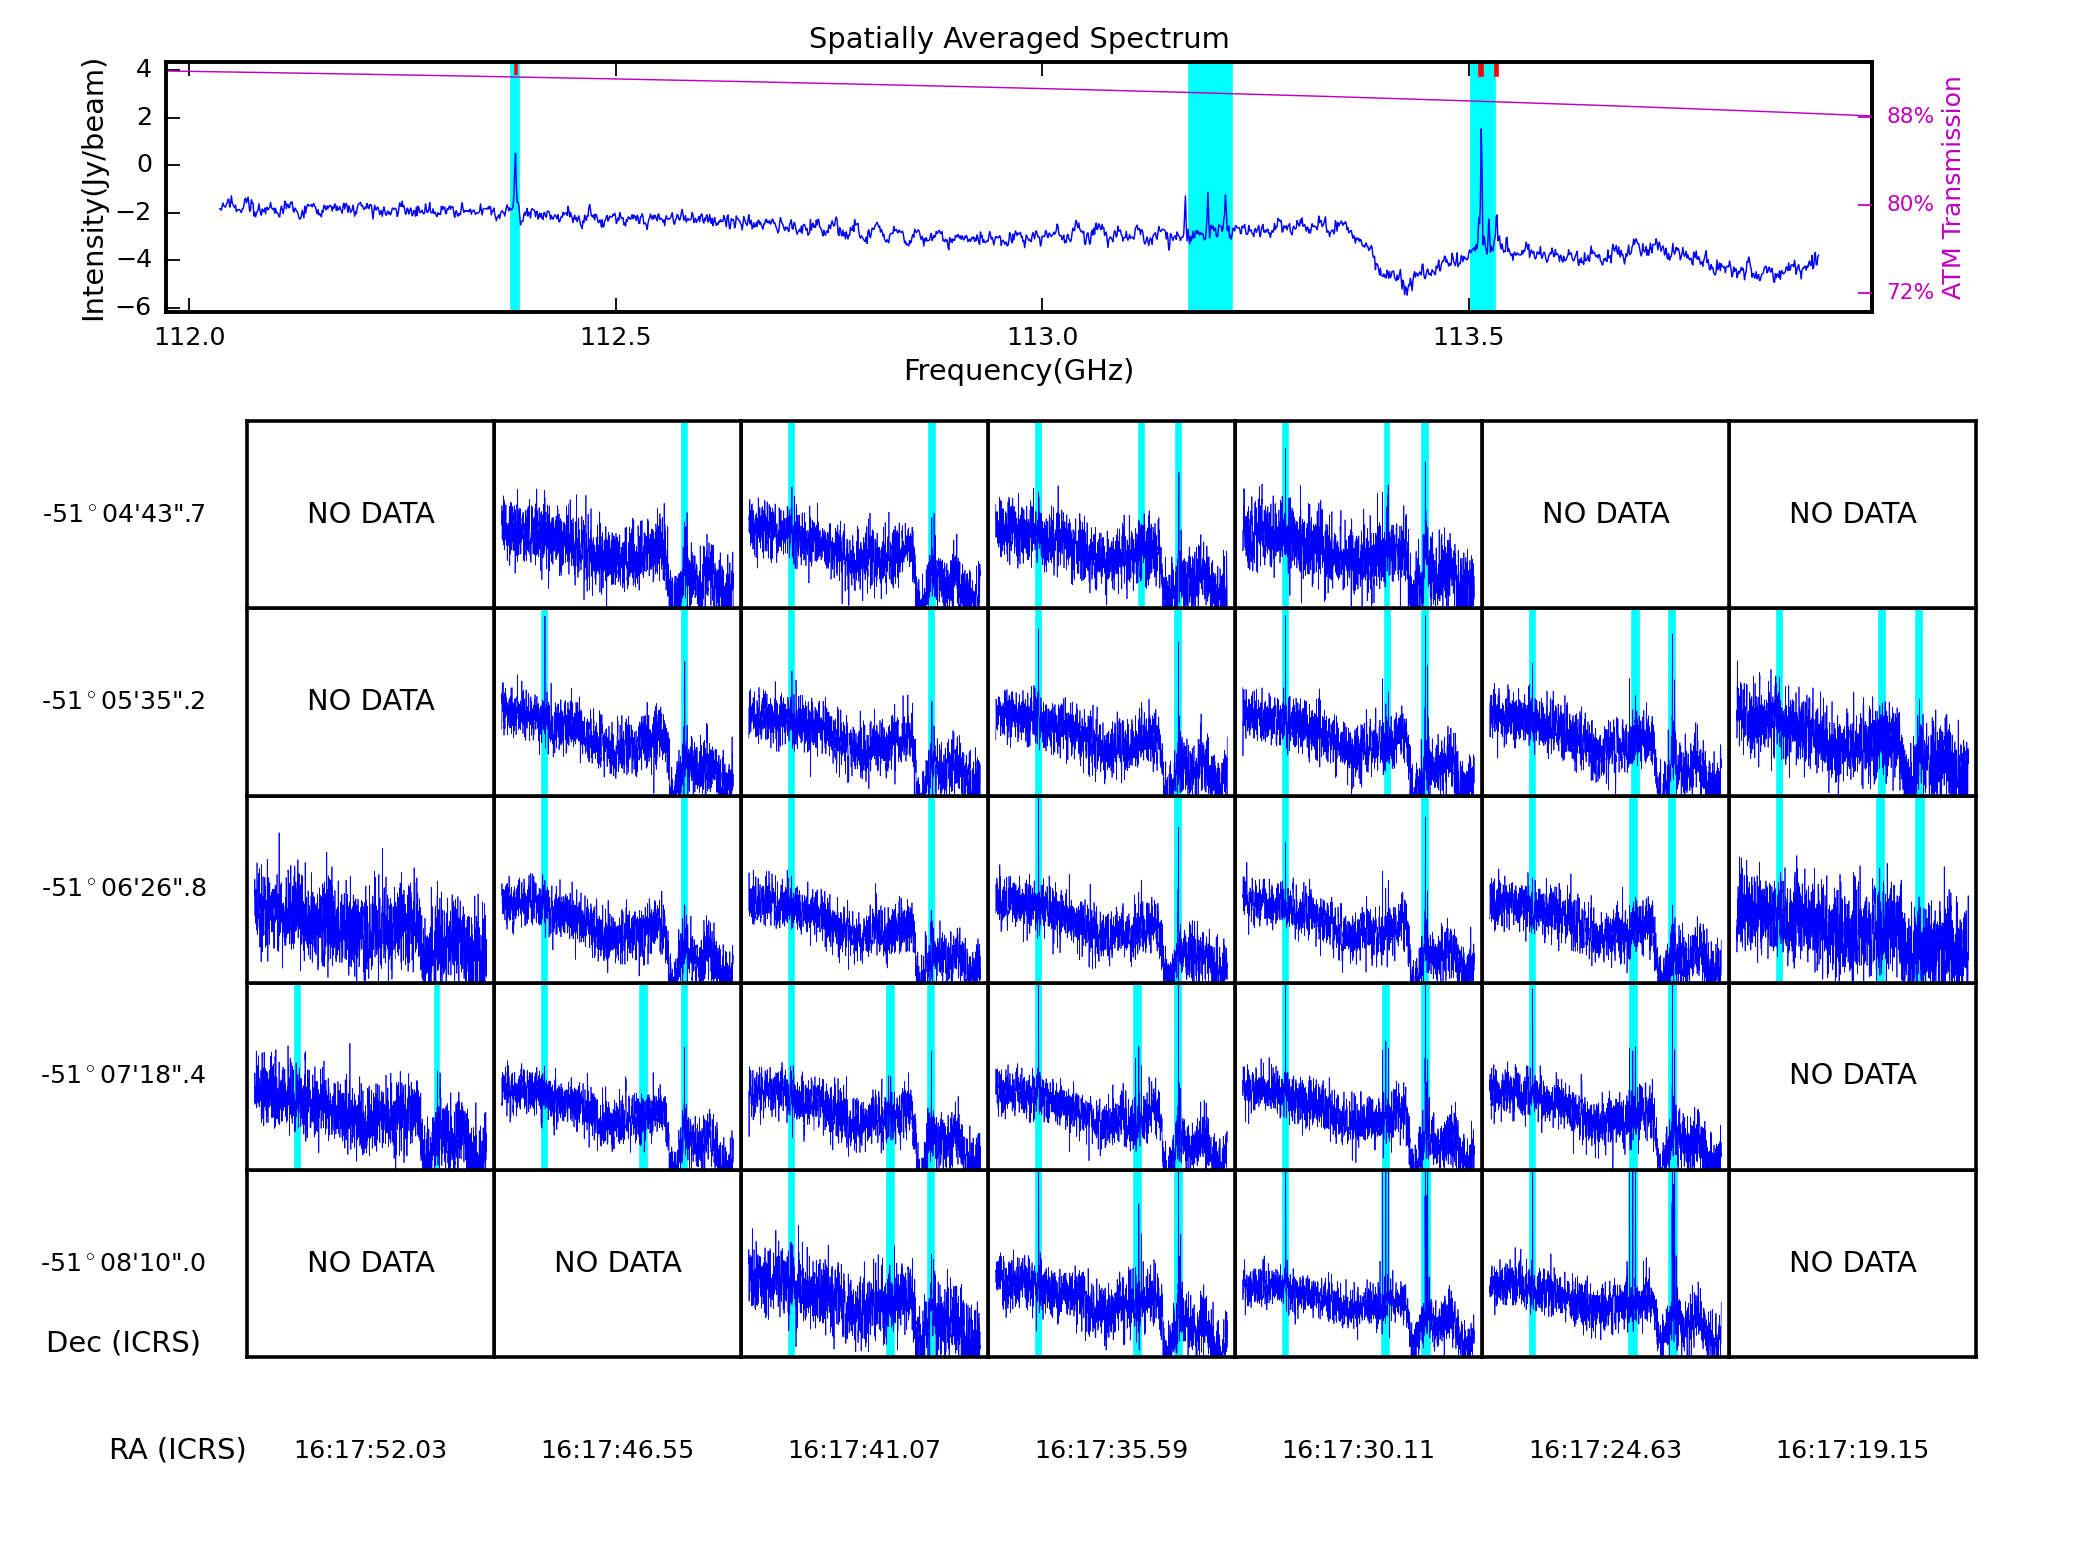 Spatially Averaged Spectrum
Intensity(Jy/beam)
4
2
0
−2
−4
−6
88%
80%
72%
ATM Transmission
112.0 112.5 113.0 113.5
Frequency(GHz)
-51°04'43".7 NO DATA NO DATA NO DATA
-51°05'35".2 NO DATA
-51°06'26".8
-51°07'18".4 NO DATA
-51°08'10".0 NO DATA NO DATA NO DATA
Dec (ICRS)
RA (ICRS) 16:17:52.03 16:17:46.55 16:17:41.07 16:17:35.59 16:17:30.11 16:17:24.63 16:17:19.15